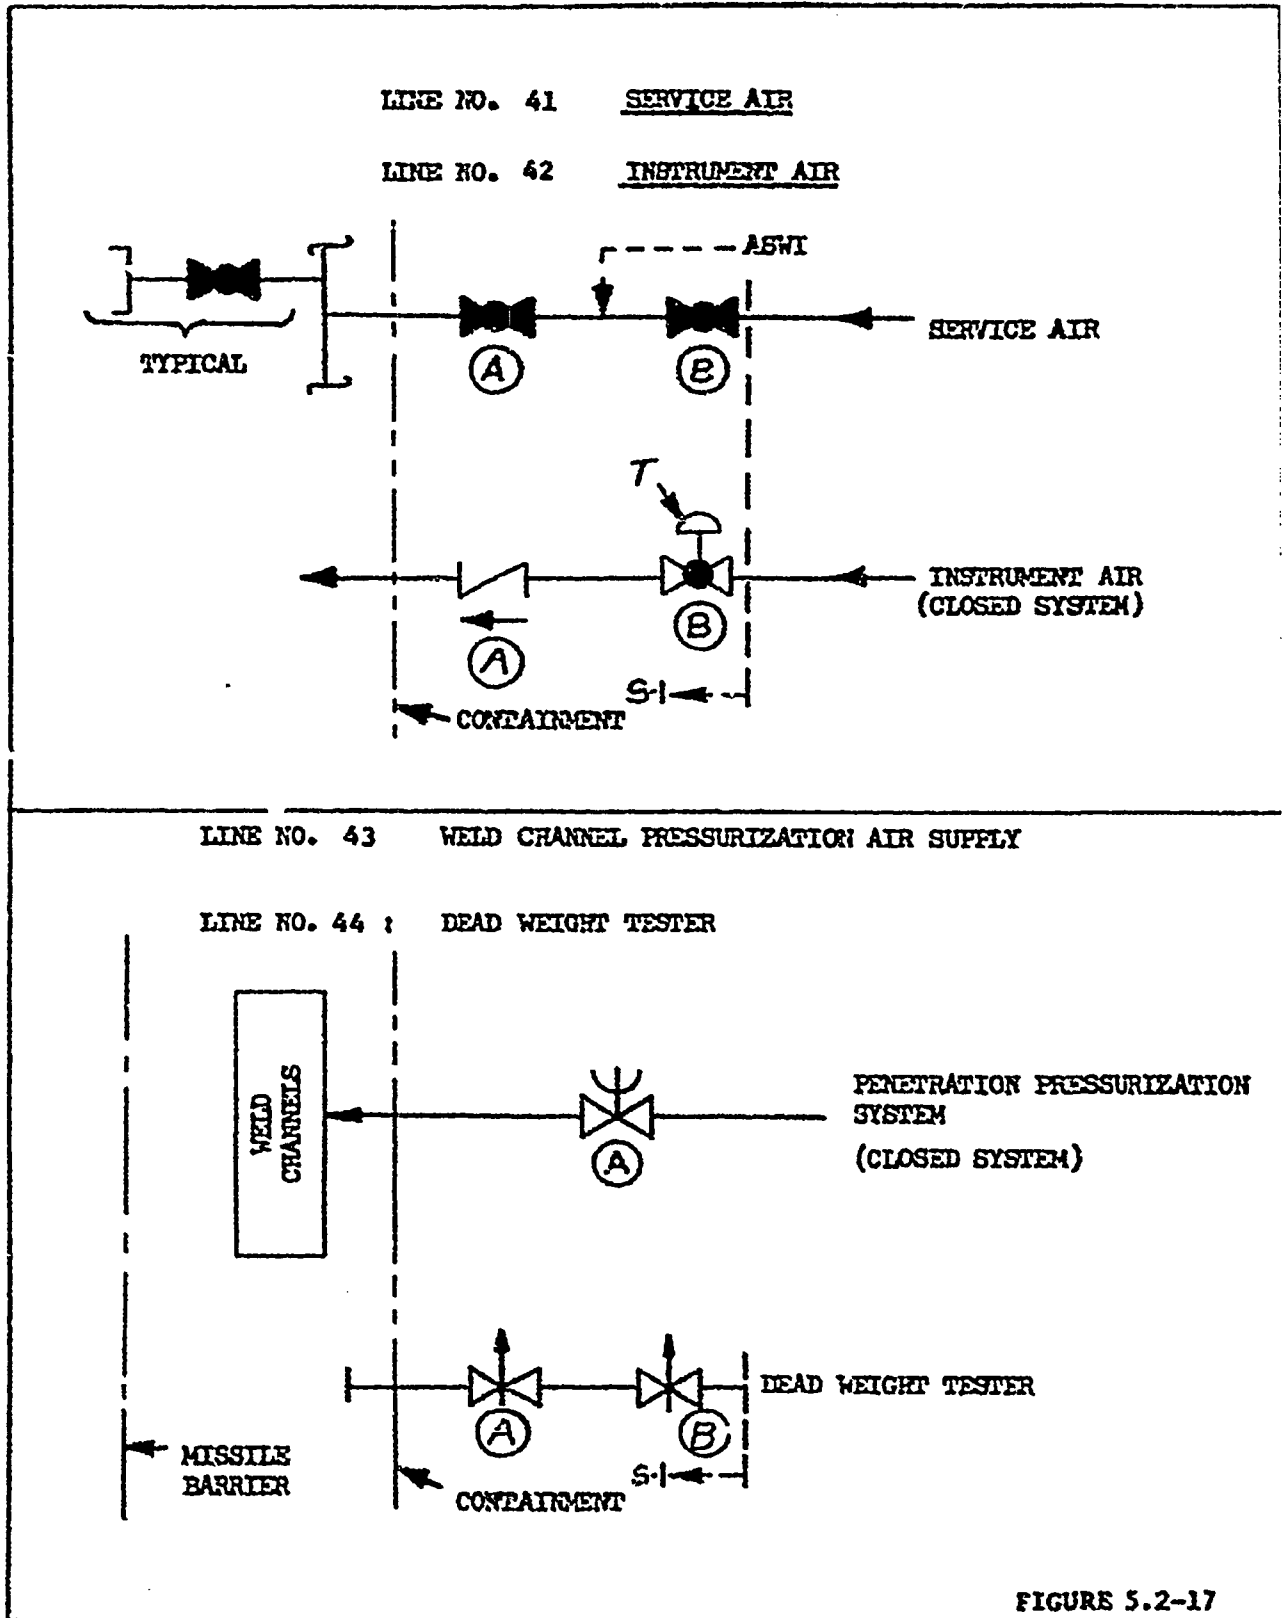 LINE NO. 41 SERVICE AIR
LINE NO. 42 INSTRUMENT AIR
ASWI
SERVICE AIR
TYPICAL
A
B
T
INSTRUMENT AIR
(CLOSED SYSTEM)
B
A
S
CONTAINMENT
LINE NO. 43 WELD CHANNEL PRESSURIZATION AIR SUPPLY
LINE NO. 44 : DEAD WEIGHT TESTER
WELD
CHANNELS
PENETRATION PRESSURIZATION
SYSTEM
(CLOSED SYSTEM)
A
DEAD WEIGHT TESTER
A
B
MISSILE
BARRIER
S
CONTAINMENT
FIGURE 5.2-17